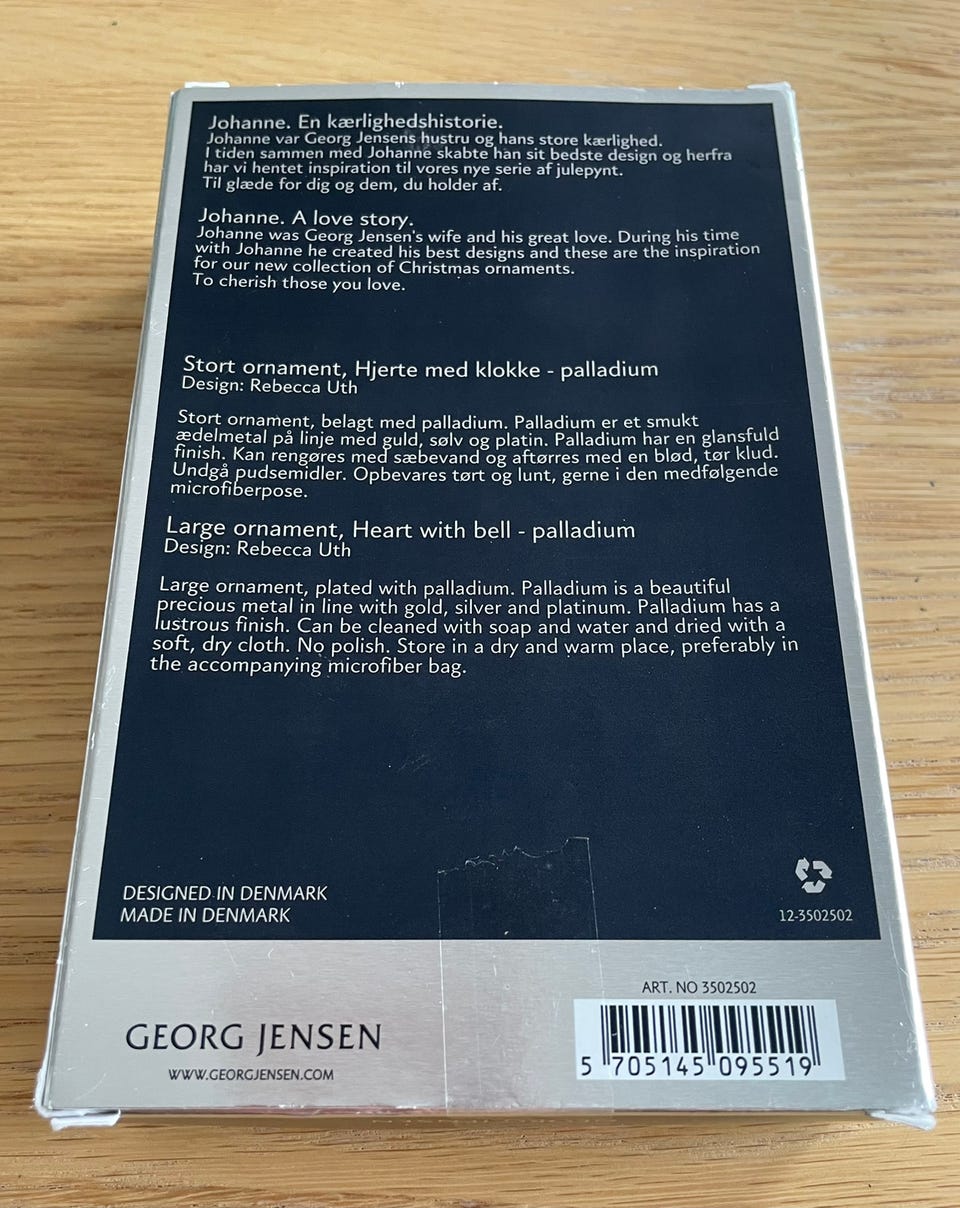 Johanne. En kærlighedshistorie.
Johanne var Georg Jensens hustru og hans store kærlighed.
I tiden sammen med Johanne skabte han sit bedste design og herfra
har vi hentet inspiration til vores nye serie af julepynt.
Til glæde for dig og dem, du holder af.
Johanne. A love story.
Johanne was Georg Jensen's wife and his great love. During his time
with Johanne he created his best designs and these are the inspiration
for our new collection of Christmas ornaments.
To cherish those you love.
Stort ornament, Hjerte med klokke - palladium
Design: Rebecca Uth
Stort ornament, belagt med palladium. Palladium er et smukt
ædelmetal på linje med guld, sølv og platin. Palladium har en glansfuld
finish. Kan rengøres med sæbevand og aftørres med en blød, tør klud.
Undgå pudsemidler. Opbevares tørt og lunt, gerne i den medfølgende
microfiberpose.
Large ornament, Heart with bell - palladium
Design: Rebecca Uth
Large ornament, plated with palladium. Palladium is a beautiful
precious metal in line with gold, silver and platinum. Palladium has a
lustrous finish. Can be cleaned with soap and water and dried with a
soft, dry cloth. No polish. Store in a dry and warm place, preferably in
the accompanying microfiber bag.
DESIGNED IN DENMARK
MADE IN DENMARK
12-3502502
ART. NO 3502502
GEORG JENSEN
WWW.GEORGJENSEN.COM
5 705145 095519